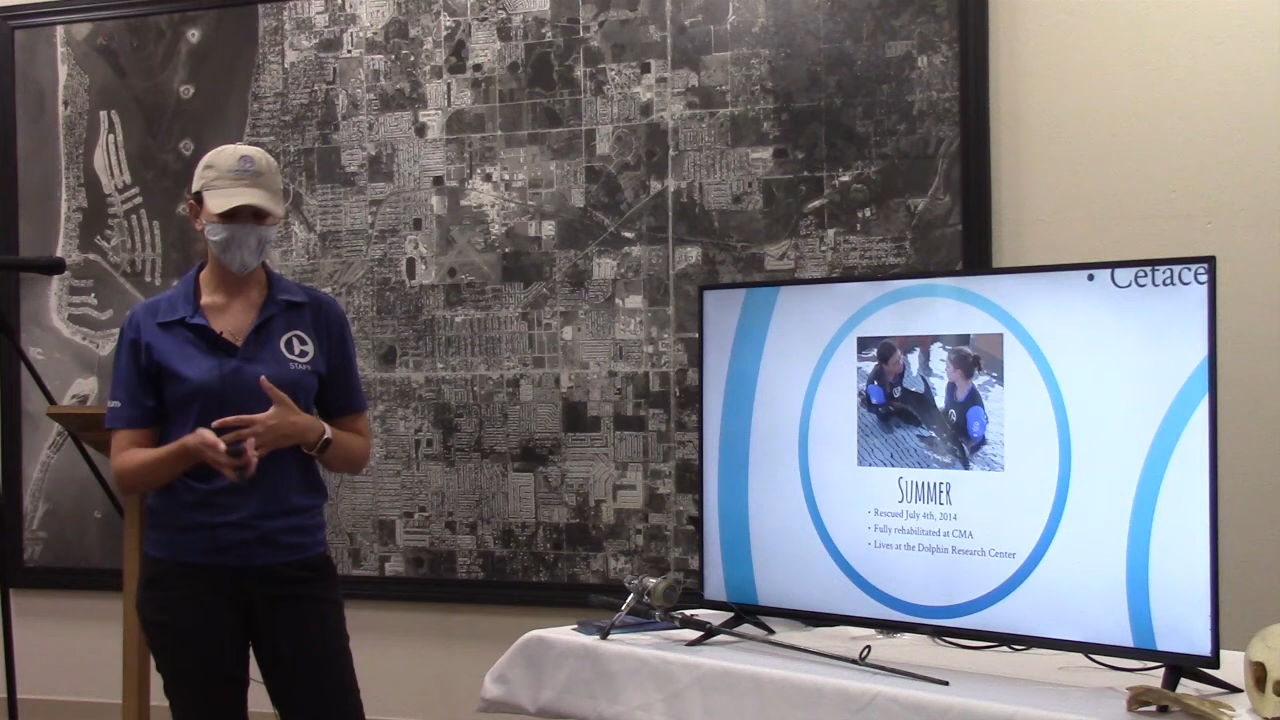 STAFF
• Cetace
SUMMER
• Rescued July 4th, 2014
• Fully rehabilitated at CMA
• Lives at the Dolphin Research Center